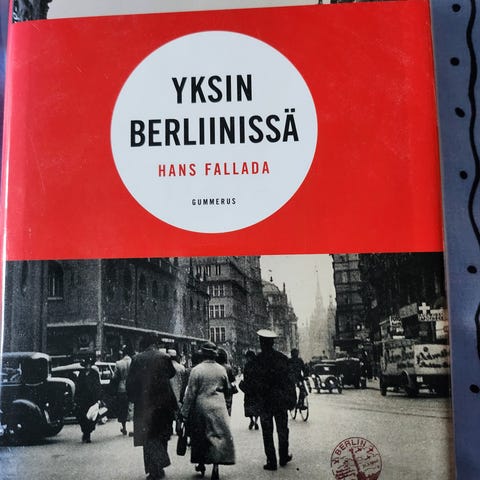 YKSIN
BERLIINISSÄ
HANS FALLADA
GUMMERUS
BERLIN